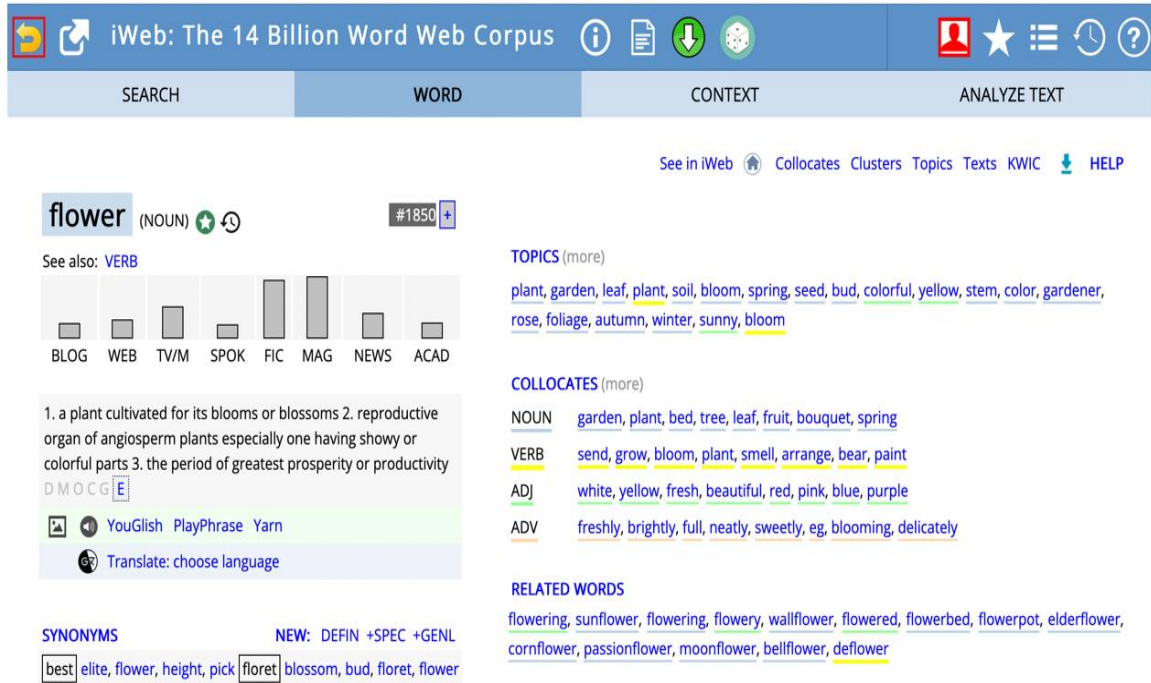 iWeb: The 14 Billion Word Web Corpus
SEARCH WORD CONTEXT ANALYZE TEXT
See in iWeb Collocates Clusters Topics Texts KWIC HELP
flower (NOUN) #1850 +
See also: VERB
BLOG WEB TV/M SPOK FIC MAG NEWS ACAD
1. a plant cultivated for its blooms or blossoms 2. reproductive
organ of angiosperm plants especially one having showy or
colorful parts 3. the period of greatest prosperity or productivity
D M O C G E
YouGlish PlayPhrase Yarn
Translate: choose language
SYNONYMS NEW: DEFIN +SPEC +GENL
best elite, flower, height, pick floret blossom, bud, floret, flower
TOPICS (more)
plant, garden, leaf, plant, soil, bloom, spring, seed, bud, colorful, yellow, stem, color, gardener,
rose, foliage, autumn, winter, sunny, bloom
COLLOCATES (more)
NOUN garden, plant, bed, tree, leaf, fruit, bouquet, spring
VERB send, grow, bloom, plant, smell, arrange, bear, paint
ADJ white, yellow, fresh, beautiful, red, pink, blue, purple
ADV freshly, brightly, full, neatly, sweetly, eg, blooming, delicately
RELATED WORDS
flowering, sunflower, flowering, flowery, wallflower, flowered, flowerbed, flowerpot, elderflower,
cornflower, passionflower, moonflower, bellflower, deflower